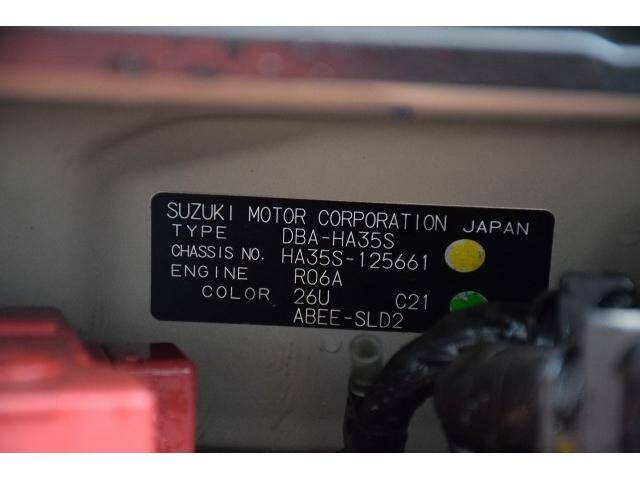 SUZUKI MOTOR CORPORATION JAPAN
TYPE DBA-HA35S
CHASSIS NO. HA35S-125661
ENGINE R06A
COLOR 26U C21
ABEE-SLD2